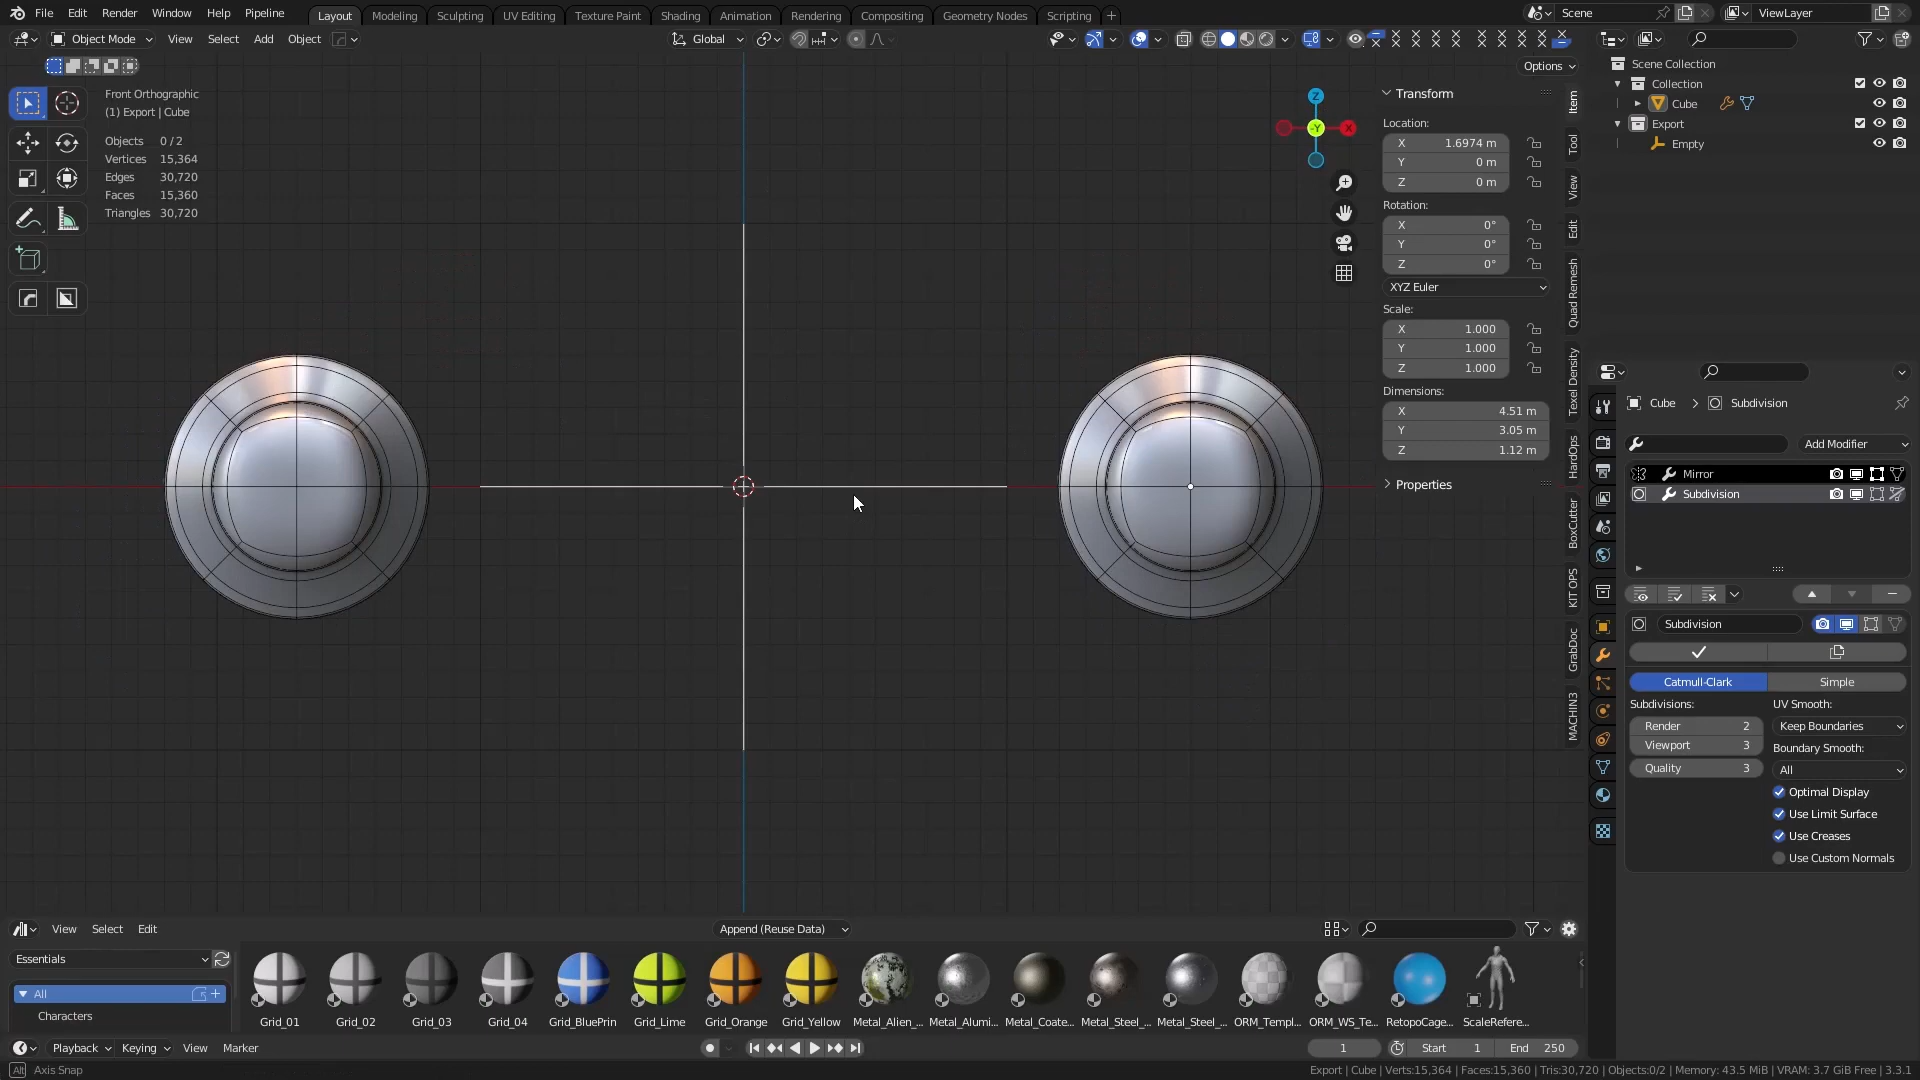 File Edit Render Window Help Pipeline Layout Modeling Sculpting UV Editing Texture Paint Shading Animation Rendering Compositing Geometry Nodes Scripting + Scene ViewLayer
Object Mode View Select Add Object Global
Options
Front Orthographic
(1) Export | Cube
Objects 0/2
Vertices 15,364
Edges 30,720
Faces 15,360
Triangles 30,720
Z
-Y X
Transform
Location:
X 1.6974 m
Y 0 m
Z 0 m
Rotation:
X 0°
Y 0°
Z 0°
XYZ Euler
Scale:
X 1.000
Y 1.000
Z 1.000
Dimensions:
X 4.51 m
Y 3.05 m
Z 1.12 m
Properties
Item
Tool
View
Edit
Quad Remesh
Texel Density
HardOps
BoxCutter
KIT OPS
GrabDoc
MACHIN3
Scene Collection
Collection
Cube
Export
Empty
Cube Subdivision
Add Modifier
Mirror
Subdivision
Subdivision
Catmull-Clark Simple
Subdivisions: UV Smooth:
Render 2 Keep Boundaries
Viewport 3 Boundary Smooth:
Quality 3 All
Optimal Display
Use Limit Surface
Use Creases
Use Custom Normals
View Select Edit Append (Reuse Data)
Essentials
All
Characters
Grid_01 Grid_02 Grid_03 Grid_04 Grid_BluePrin Grid_Lime Grid_Orange Grid_Yellow Metal_Alien_... Metal_Alumi... Metal_Coate... Metal_Steel_... Metal_Steel_... ORM_Templ... ORM_WS_Te... RetopoCage... ScaleRefere...
Playback Keying View Marker 1 Start 1 End 250
Alt Axis Snap Export | Cube | Verts:15,364 | Faces:15,360 | Tris:30,720 | Objects:0/2 | Memory: 43.5 MiB | VRAM: 3.7 GiB Free | 3.3.1